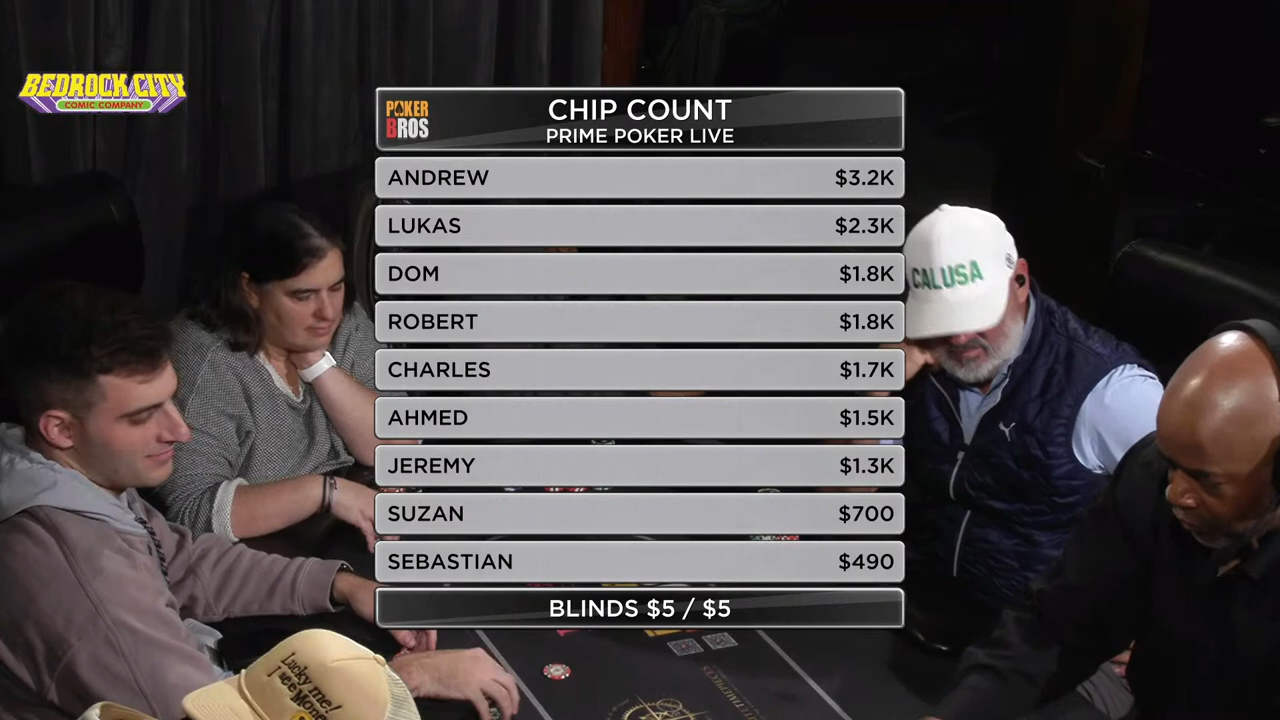 BEDROCK CITY
COMIC COMPANY
POKER
BROS
CHIP COUNT
PRIME POKER LIVE
ANDREW $3.2K
LUKAS $2.3K
DOM $1.8K
ROBERT $1.8K
CHARLES $1.7K
AHMED $1.5K
JEREMY $1.3K
SUZAN $700
SEBASTIAN $490
BLINDS $5 / $5
CALUSA
Lucky me!